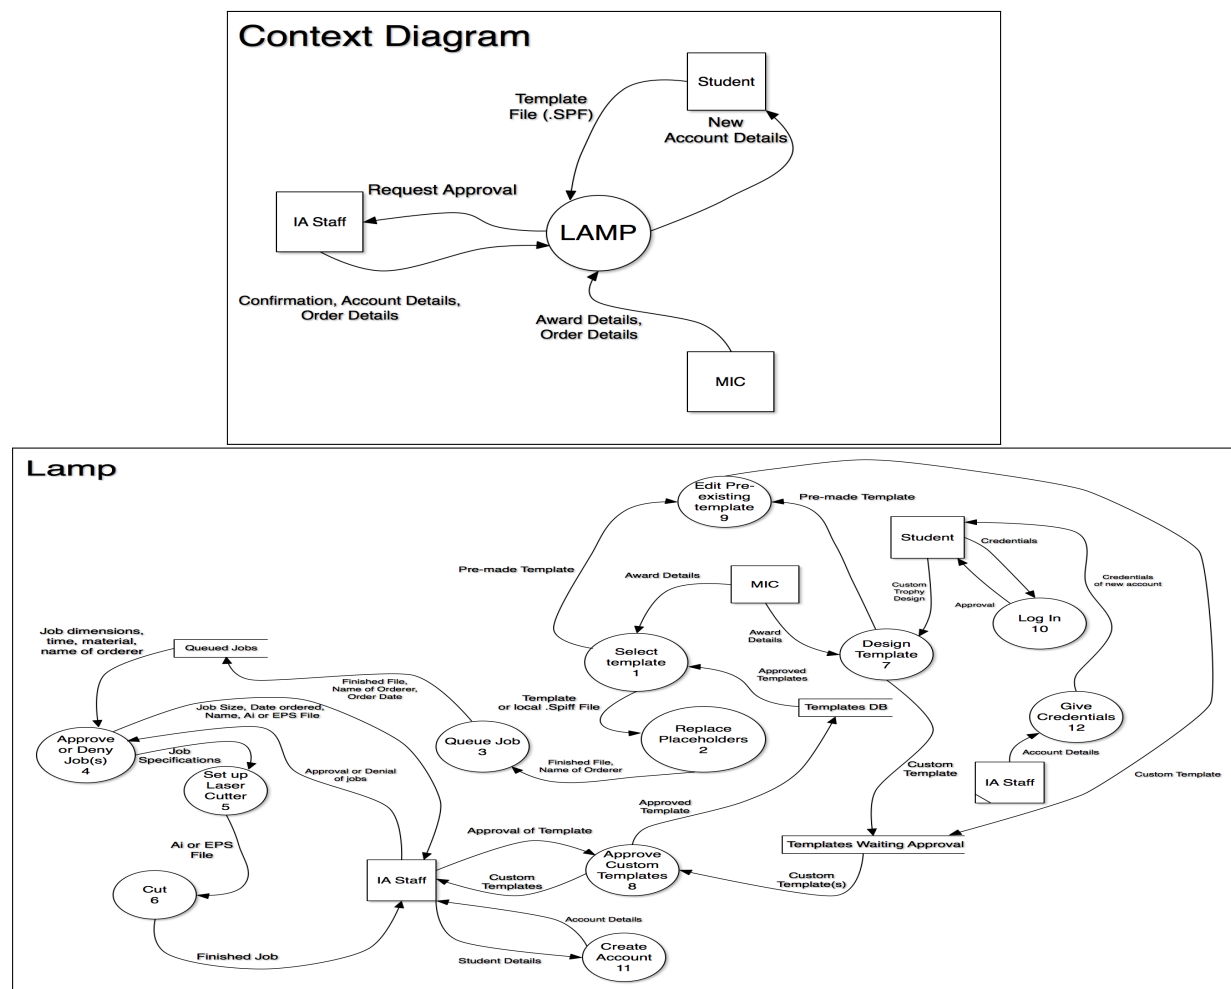 Context Diagram
Student
Template
File (.SPF)
New
Account Details
Request Approval
IA Staff
LAMP
Confirmation, Account Details,
Order Details
Award Details,
Order Details
MIC
Lamp
Edit Pre-
existing
template
9
Pre-made Template
Student
Credentials
Pre-made Template
Award Details
MIC
Custom
Trophy
Design
Approval
Credentials
of new account
Log In
10
Job dimensions,
time, material,
name of orderer
Queued Jobs
Award
Details
Select
template
1
Design
Template
7
Approved
Templates
Finished File,
Name of Orderer,
Order Date
Template
or local .Spiff File
Templates DB
Give
Credentials
12
Job Size, Date ordered,
Name, Ai or EPS File
Approve
or Deny
Job(s)
4
Job
Specifications
Queue Job
3
Replace
Placeholders
2
Account Details
Set up
Laser
Cutter
5
Approval or Denial
of jobs
Finished File,
Name of Orderer
Custom
Template
IA Staff
Custom Template
Approved
Template
Ai or EPS
File
Approval of Template
Templates Waiting Approval
Cut
6
IA Staff
Custom
Templates
Approve
Custom
Templates
8
Custom
Template(s)
Account Details
Finished Job
Student Details
Create
Account
11